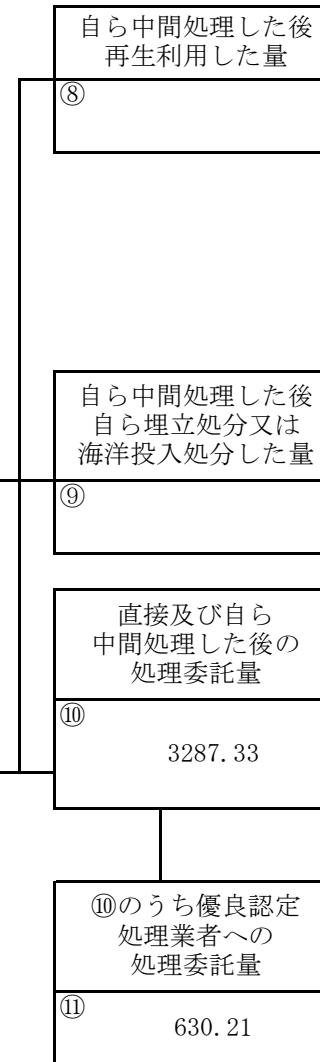 自ら中間処理した後
再生利用した量
⑧
自ら中間処理した後
自ら埋立処分又は
海洋投入処分した量
⑨
直接及び自ら
中間処理した後の
処理委託量
⑩
3287.33
⑩のうち優良認定
処理業者への
処理委託量
⑪
630.21